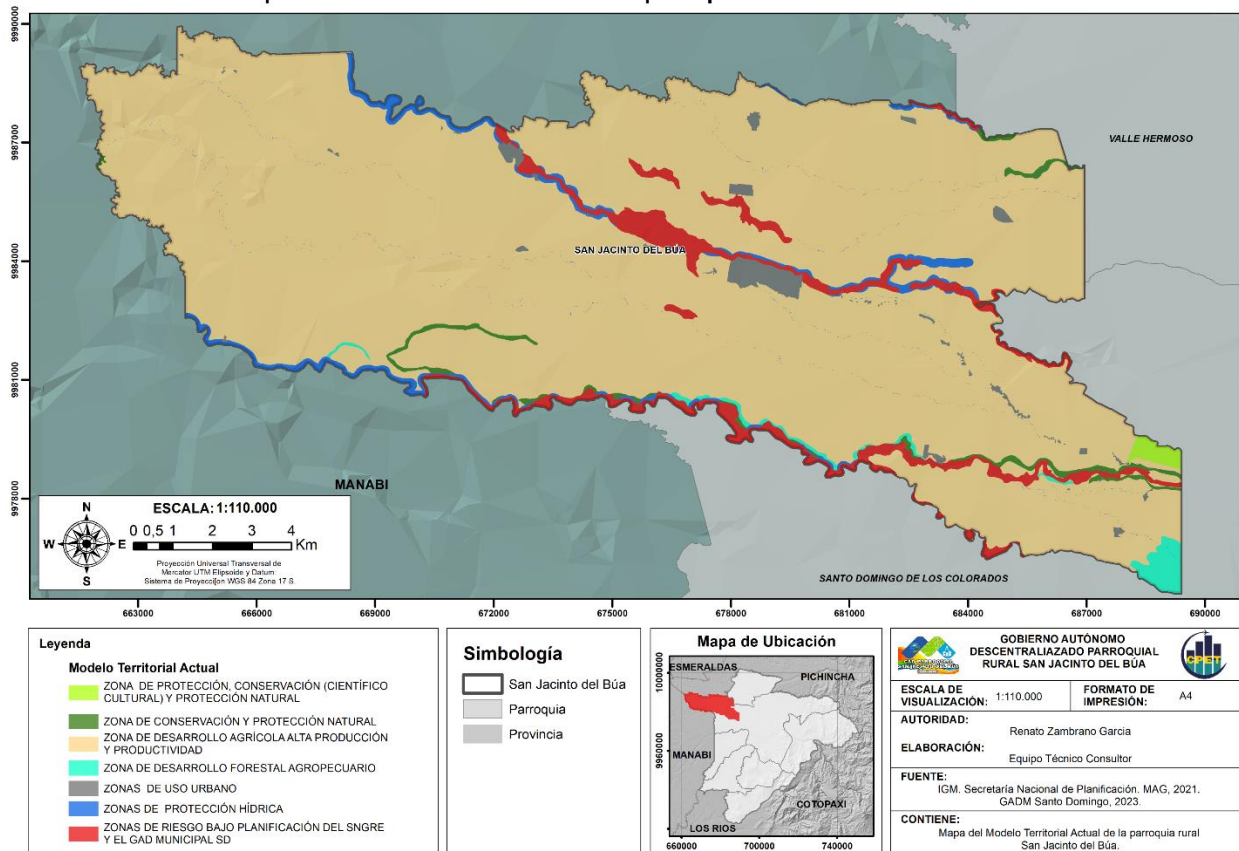 9990000
9987000
9984000
9981000
9978000
VALLE HERMOSO
SAN JACINTO DEL BÚA
MANABI
SANTO DOMINGO DE LOS COLORADOS
N
W
E
S
ESCALA: 1:110.000
0 0,5 1 2 3 4
Km
Proyección Universal Transversal de
Mercator UTM Elipsoide y Datum:
Sistema de Proyección WGS 84 Zona 17 S.
663000
666000
669000
672000
675000
678000
681000
684000
687000
690000
Leyenda
Modelo Territorial Actual
ZONA DE PROTECCIÓN, CONSERVACIÓN (CIENTÍFICO
CULTURAL) Y PROTECCIÓN NATURAL
ZONA DE CONSERVACIÓN Y PROTECCIÓN NATURAL
ZONA DE DESARROLLO AGRÍCOLA ALTA PRODUCCIÓN
Y PRODUCTIVIDAD
ZONA DE DESARROLLO FORESTAL AGROPECUARIO
ZONAS DE USO URBANO
ZONAS DE PROTECCIÓN HÍDRICA
ZONAS DE RIESGO BAJO PLANIFICACIÓN DEL SNGRE
Y EL GAD MUNICIPAL SD
Simbología
San Jacinto del Búa
Parroquia
Provincia
Mapa de Ubicación
ESMERALDAS
PICHINCHA
MANABI
COTOPAXI
LOS RIOS
10000000
9960000
660000
700000
740000
GOBIERNO AUTÓNOMO
DESCENTRALIAZADO PARROQUIAL
RURAL SAN JACINTO DEL BÚA
CPET
ESCALA DE
VISUALIZACIÓN: 1:110.000
FORMATO DE
IMPRESIÓN: A4
AUTORIDAD:
Renato Zambrano Garcia
ELABORACIÓN:
Equipo Técnico Consultor
FUENTE:
IGM. Secretaría Nacional de Planificación. MAG, 2021.
GADM Santo Domingo, 2023.
CONTIENE:
Mapa del Modelo Territorial Actual de la parroquia rural
San Jacinto del Búa.